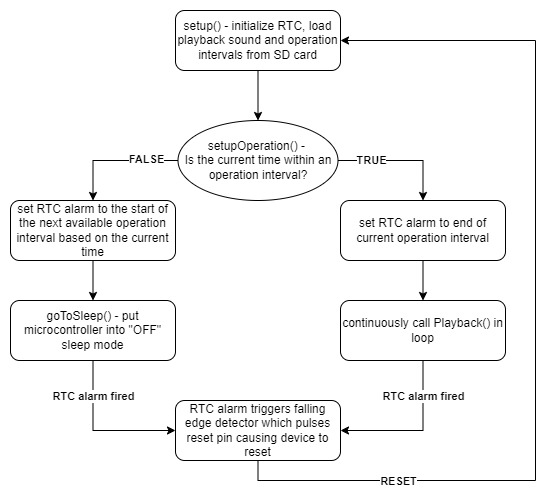 setup() - initialize RTC, load
playback sound and operation
intervals from SD card
setupOperation() -
Is the current time within an
operation interval?
FALSE
TRUE
set RTC alarm to the start of
the next available operation
interval based on the current
time
set RTC alarm to end of
current operation interval
goToSleep() - put
microcontroller into "OFF"
sleep mode
continuously call Playback() in
loop
RTC alarm fired
RTC alarm fired
RTC alarm triggers falling
edge detector which pulses
reset pin causing device to
reset
RESET